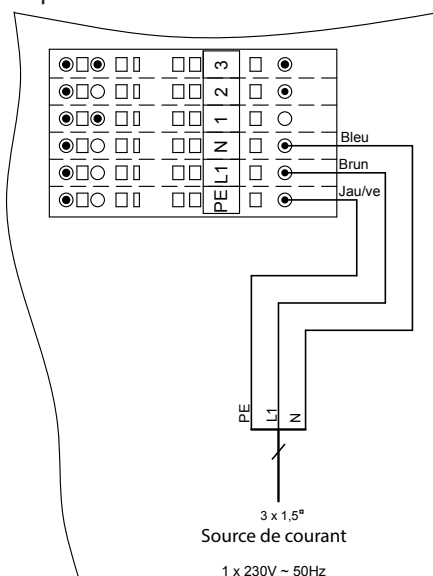 3
2
1
N
L1
PE
Bleu
Brun
Jau/ve
PE
L1
N
3 x 1,5¤
Source de courant
1 x 230V ~ 50Hz